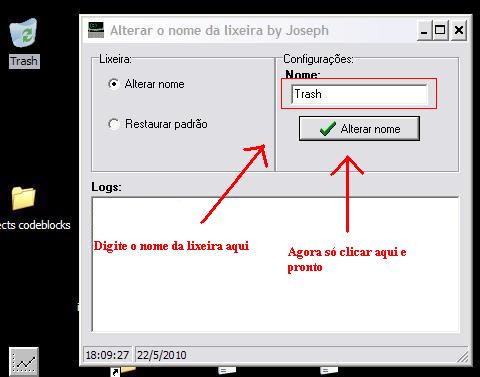 Alterar o nome da lixeira by Joseph
Trash
Lixeira:
Alterar nome
Restaurar padrão
Configurações:
Nome:
Trash
Alterar nome
Logs:
Digite o nome da lixeira aqui
Agora só clicar aqui e
pronto
ects codeblocks
18:09:27
22/5/2010